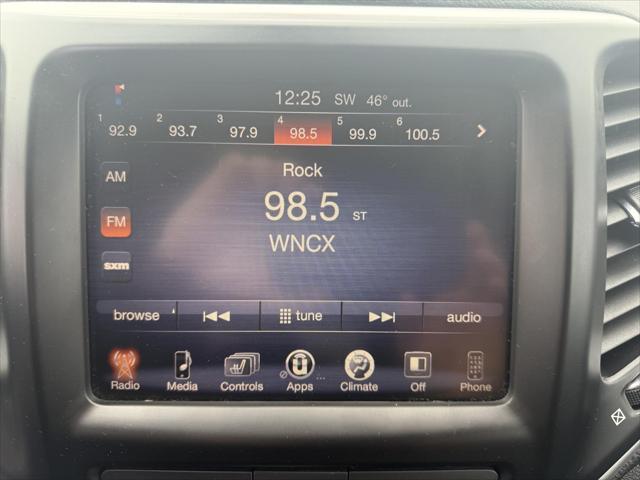 12:25 SW 46° out.
1 92.9 2 93.7 3 97.9 4 98.5 5 99.9 6 100.5
Rock
AM
98.5 ST
FM
WNCX
sxm
browse tune audio
Radio Media Controls Apps Climate Off Phone